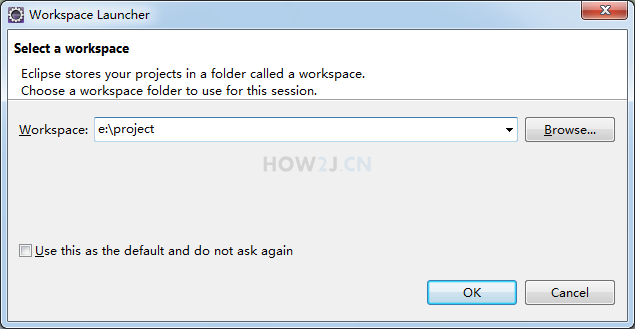 Workspace Launcher
Select a workspace
Eclipse stores your projects in a folder called a workspace.
Choose a workspace folder to use for this session.
Workspace: e:\project Browse...
HOW2J.CN
Use this as the default and do not ask again
OK Cancel